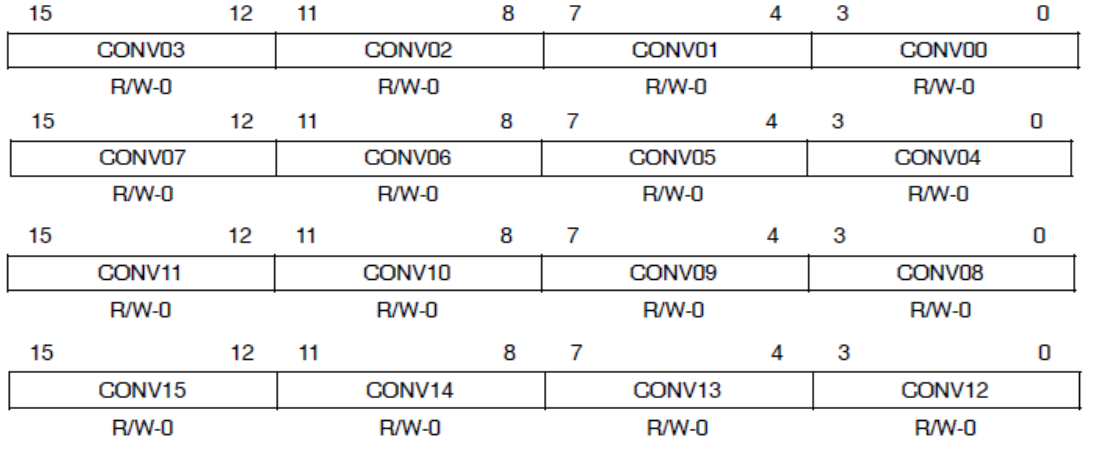 15 12 11 8 7 4 3 0
CONV03 CONV02 CONV01 CONV00
R/W-0 R/W-0 R/W-0 R/W-0
15 12 11 8 7 4 3 0
CONV07 CONV06 CONV05 CONV04
R/W-0 R/W-0 R/W-0 R/W-0
15 12 11 8 7 4 3 0
CONV11 CONV10 CONV09 CONV08
R/W-0 R/W-0 R/W-0 R/W-0
15 12 11 8 7 4 3 0
CONV15 CONV14 CONV13 CONV12
R/W-0 R/W-0 R/W-0 R/W-0